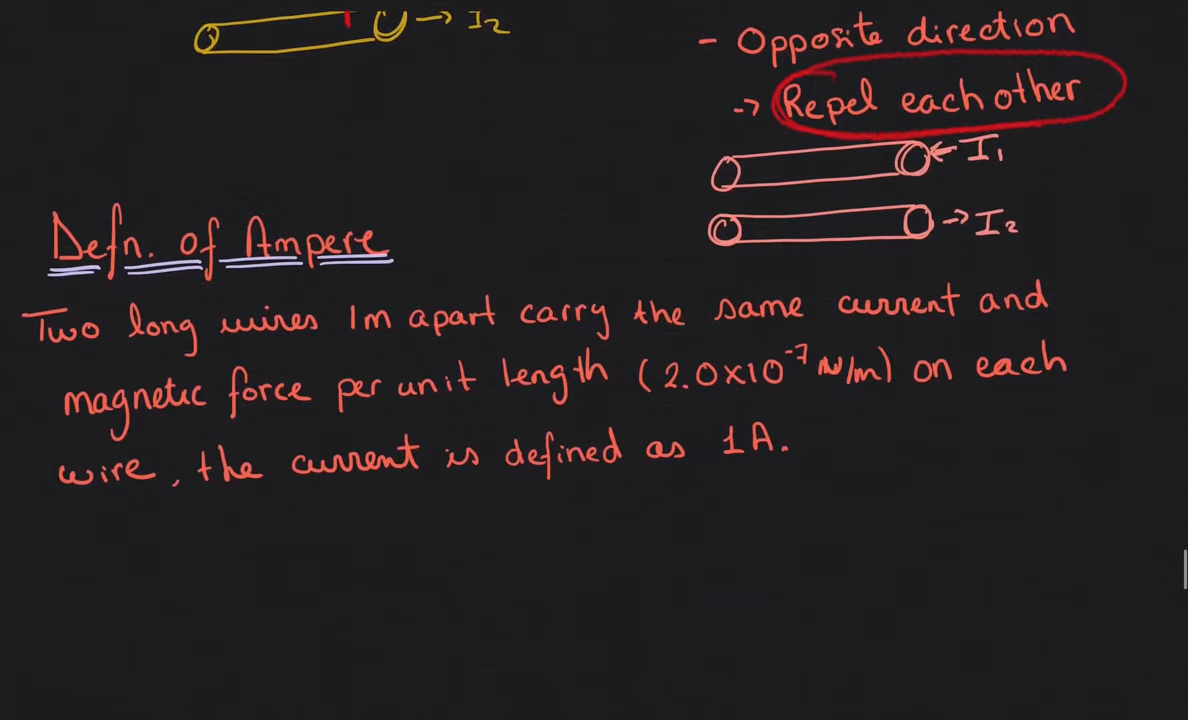 → I2
- Opposite direction
→ Repel each other
← I1
→ I2
Defn. of Ampere
Two long wires 1m apart carry the same current and
magnetic force per unit length (2.0×10⁻⁷ N/m) on each
wire, the current is defined as 1A.